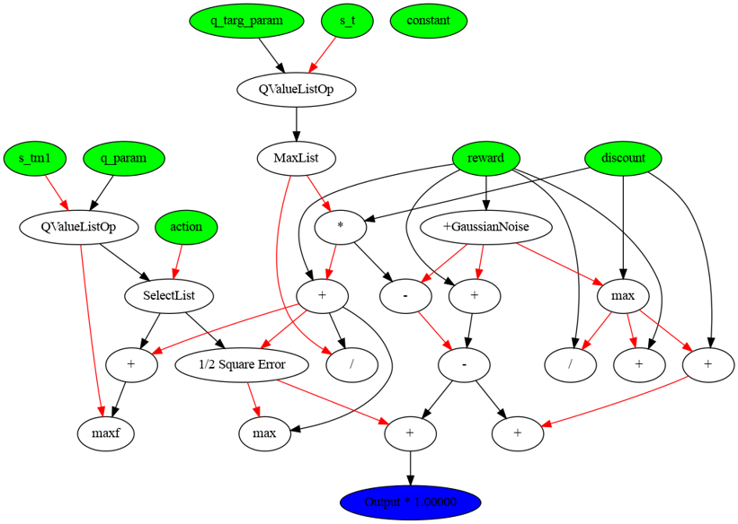 q_targ_param
s_t
constant
QValueListOp
s_tm1
q_param
MaxList
reward
discount
QValueListOp
action
*
+GaussianNoise
SelectList
+
-
+
max
+
1/2 Square Error
/
-
/
+
+
maxf
max
+
+
Output * 1.00000